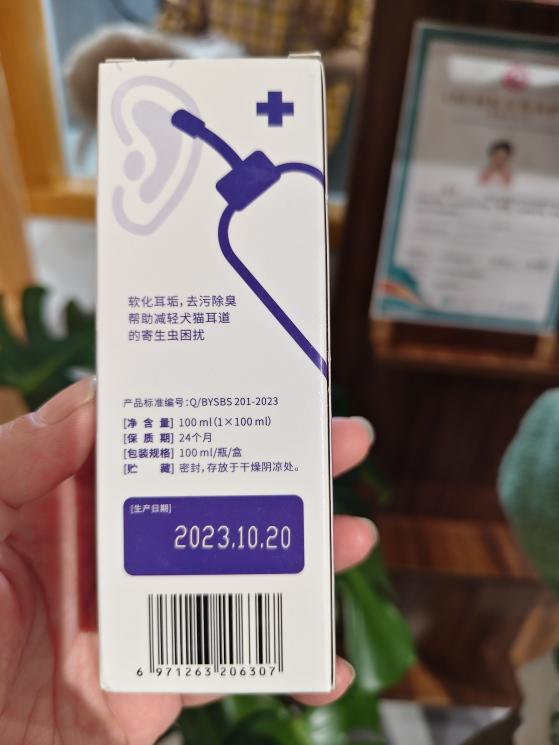 软化耳垢，去污除臭
帮助减轻犬猫耳道
的寄生虫困扰
产品标准编号:Q/BYSBS 201-2023
[净 含 量] 100 ml(1×100 ml)
[保 质 期] 24个月
[包装规格] 100 ml/瓶/盒
[贮 藏] 密封,存放于干燥阴凉处。
[生产日期]
2023.10.20
6 971263 206307